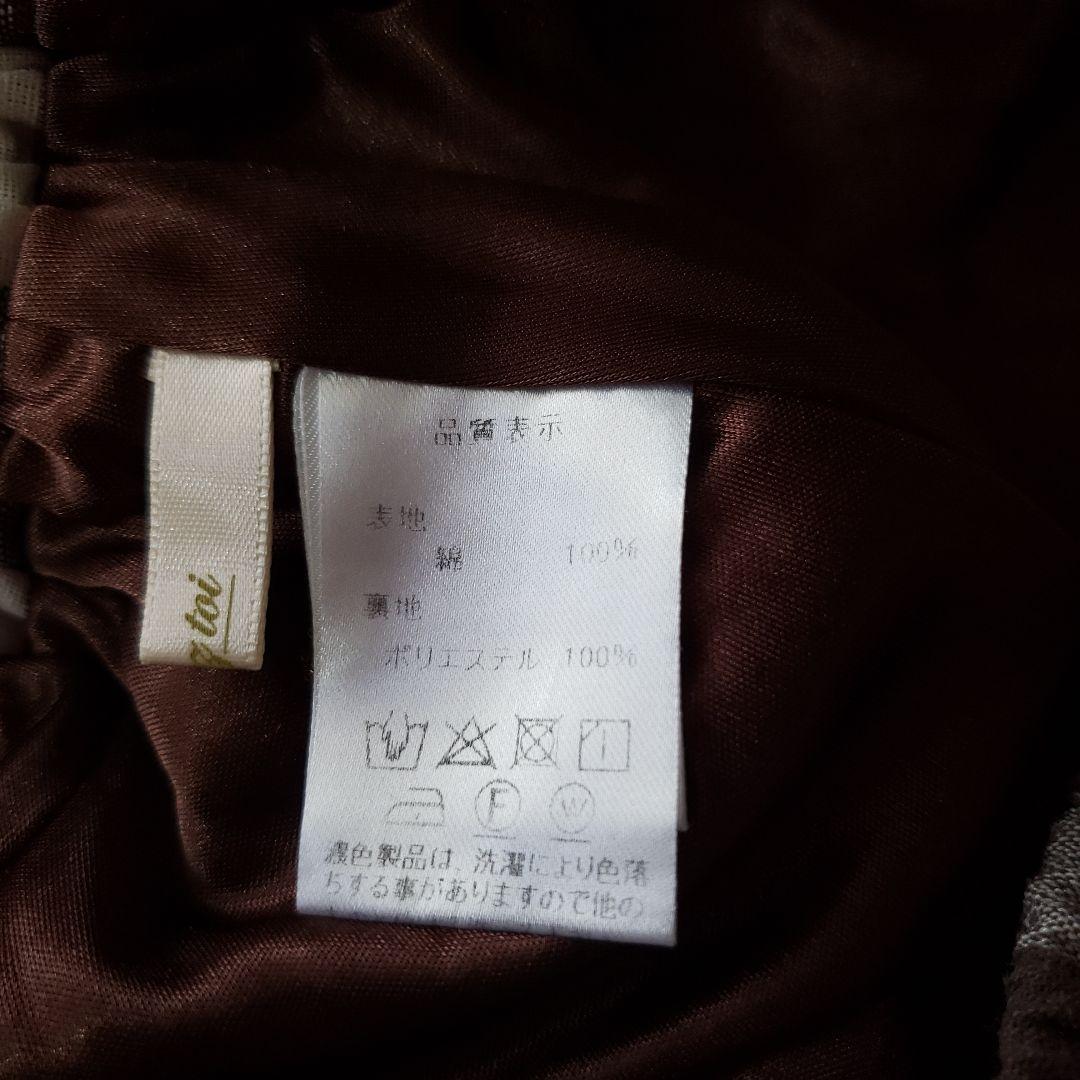 品質表示
表地
綿 100%
裏地
ポリエステル 100%
F W
濃色製品は、洗濯により色落
ちする事がありますので他の
toi